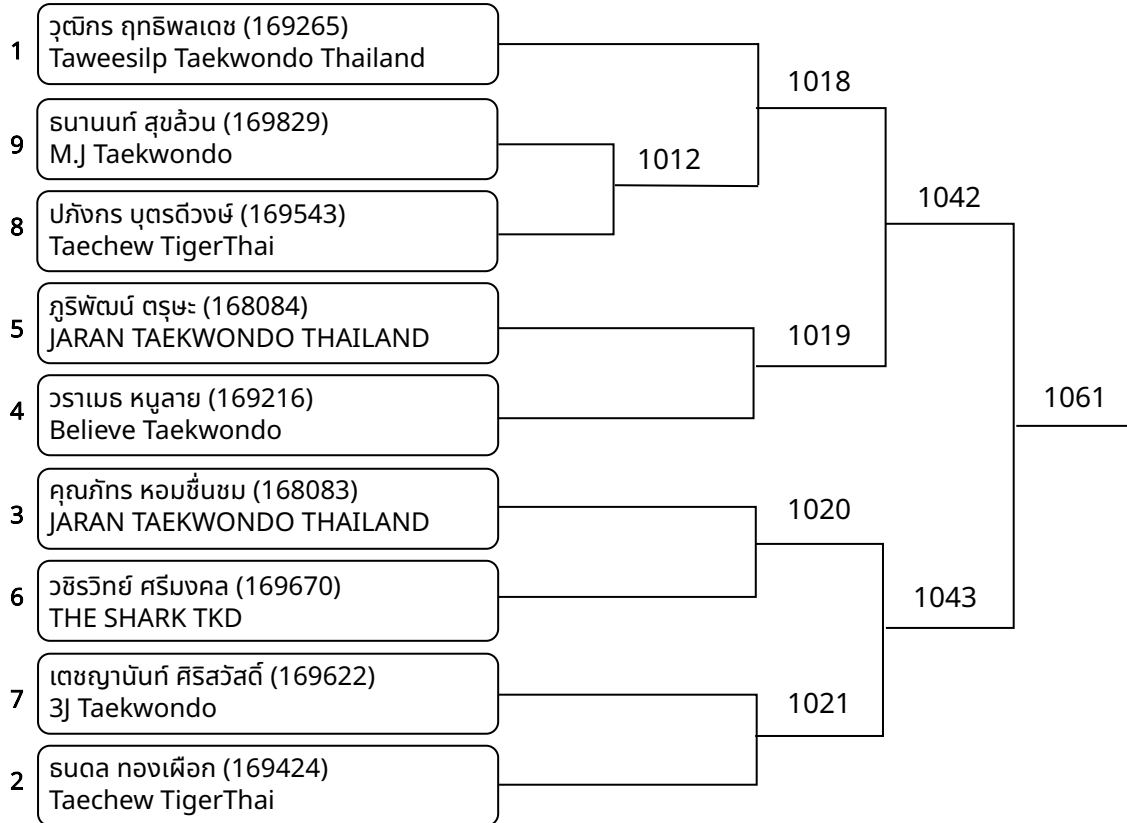 1
วุฒิกร ฤทธิพลเดช (169265)
Taweesilp Taekwondo Thailand
1018
9
ธนานนท์ สุขล้วน (169829)
M.J Taekwondo
1012
8
ปภังกร บุตรดีวงษ์ (169543)
Taechew TigerThai
1042
5
ภูริพัฒน์ ตรุษะ (168084)
JARAN TAEKWONDO THAILAND
1019
4
วราเมธ หนูลาย (169216)
Believe Taekwondo
1061
3
คุณภัทร หอมชื่นชม (168083)
JARAN TAEKWONDO THAILAND
1020
6
วชิรวิทย์ ศรีมงคล (169670)
THE SHARK TKD
1043
7
เตชญานันท์ ศิริสวัสดิ์ (169622)
3J Taekwondo
1021
2
ธนดล ทองเผือก (169424)
Taechew TigerThai